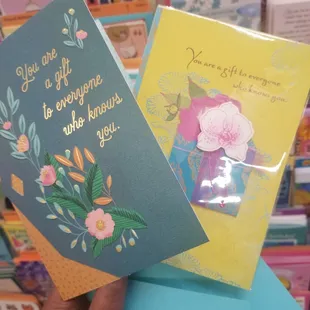 You are
a gift
to everyone
who knows
you.
You are a gift to everyone
who knows you.